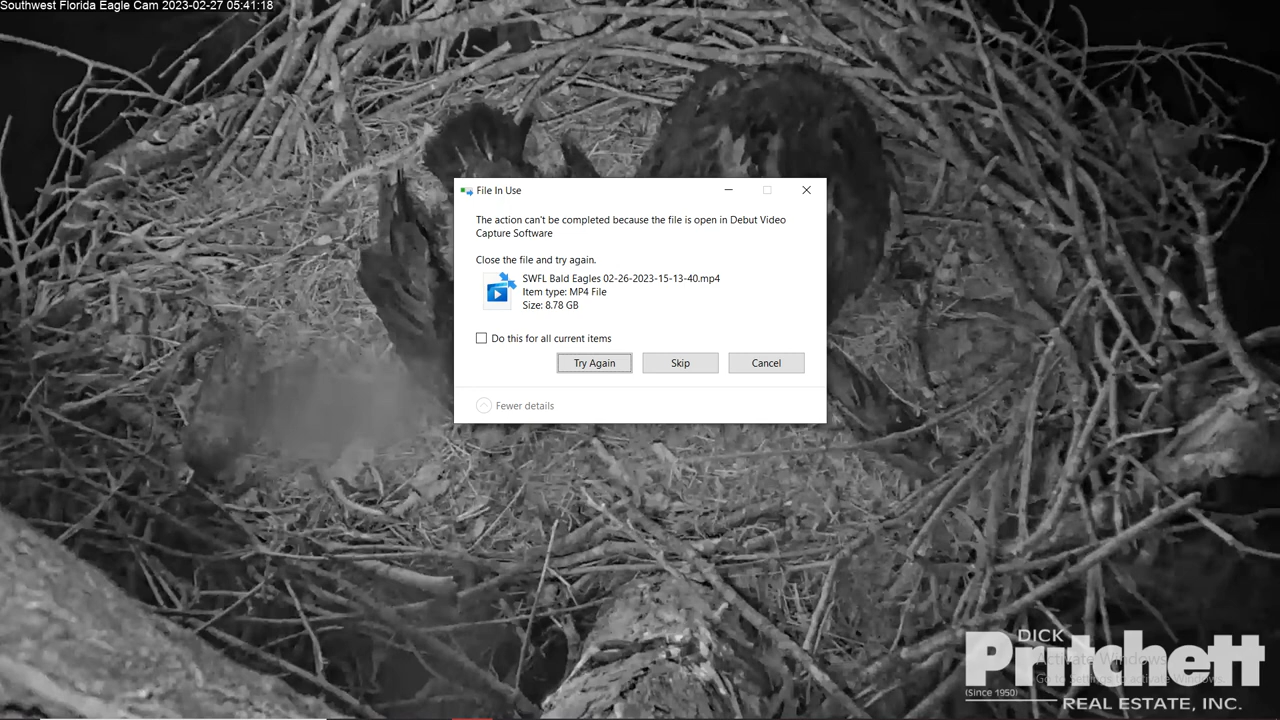 Southwest Florida Eagle Cam 2023-02-27 05:41:18
File In Use
The action can't be completed because the file is open in Debut Video
Capture Software
Close the file and try again.
SWFL Bald Eagles 02-26-2023-15-13-40.mp4
Item type: MP4 File
Size: 8.78 GB
Do this for all current items
Try Again
Skip
Cancel
Fewer details
DICK
Pritchett
Activate Windows
Go to Settings to activate Windows.
(Since 1950)
REAL ESTATE, INC.